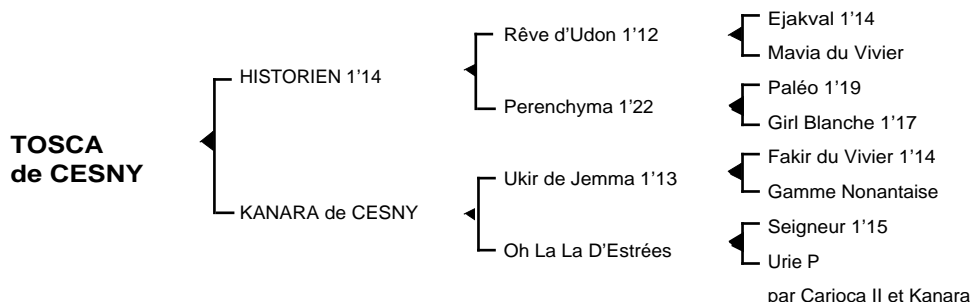 TOSCA
de CESNY
HISTORIEN 1'14
KANARA de CESNY
Rêve d'Udon 1'12
Perenchyma 1'22
Ukir de Jemma 1'13
Oh La La D'Estrées
Ejakval 1'14
Mavia du Vivier
Paléo 1'19
Girl Blanche 1'17
Fakir du Vivier 1'14
Gamme Nonantaise
Seigneur 1'15
Urie P
par Carioca II et Kanara